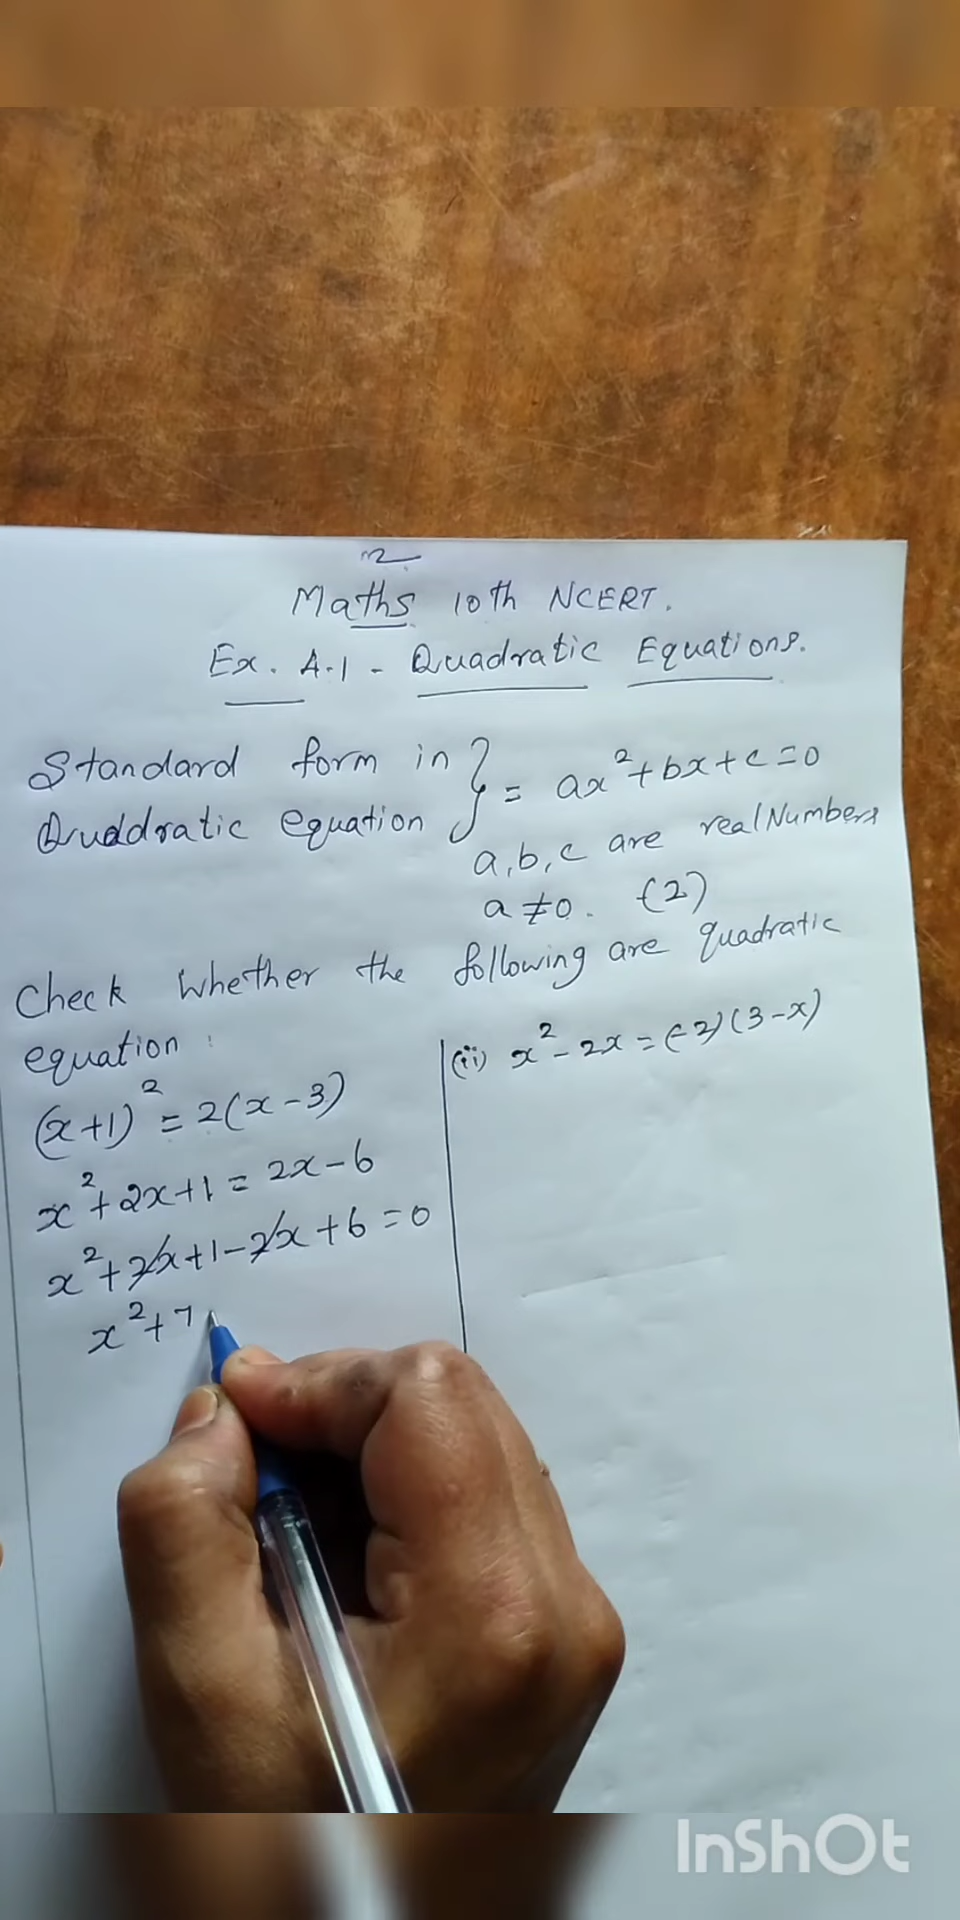 Maths 10th NCERT.
Ex. 4.1 - Quadratic Equations.
Standard form in } = ax²+bx+c=0
Quddratic equation
a,b,c are real Numbers
a≠0. (2)
Check whether the following are quadratic
equation:
(x+1)² = 2(x-3)
x²+2x+1 = 2x-6
x²+2x+1-2x+6=0
x²+7
(ii) x²-2x=(-2)(3-x)
InShOt